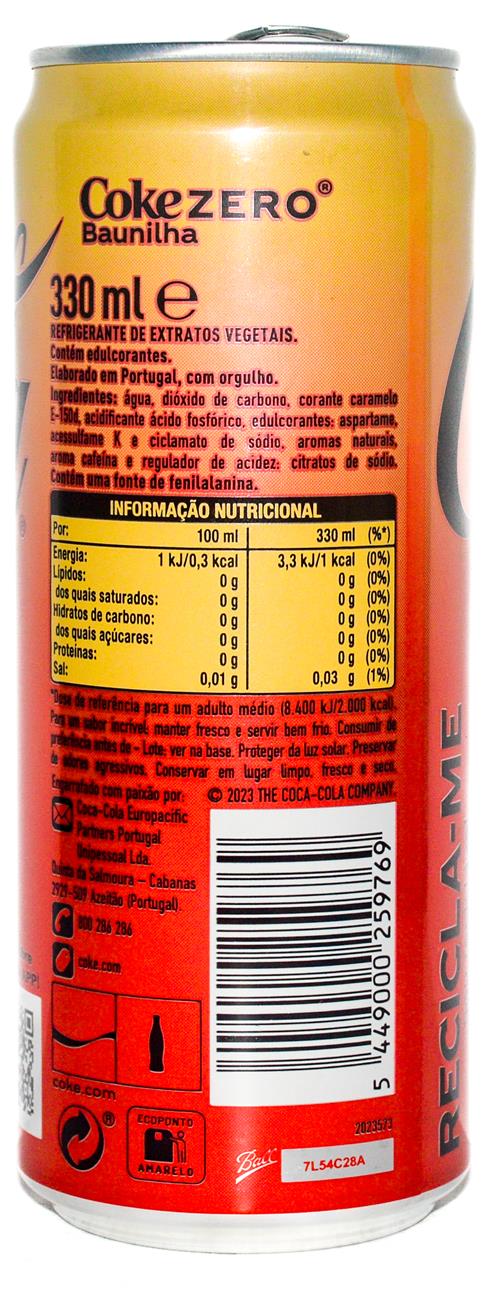 CokeZERO®
Baunilha
330 ml e
REFRIGERANTE DE EXTRATOS VEGETAIS.
Contém edulcorantes.
Elaborado em Portugal, com orgulho.
Ingredientes: água, dióxido de carbono, corante caramelo
E-150d, acidificante ácido fosfórico, edulcorantes: aspartame,
acessulfame K e ciclamato de sódio, aromas naturais,
aroma cafeína e regulador de acidez: citratos de sódio.
Contém uma fonte de fenilalanina.
INFORMAÇÃO NUTRICIONAL
Por: 100 ml 330 ml (%*)
Energia: 1 kJ/0,3 kcal 3,3 kJ/1 kcal (0%)
Lípidos: 0 g 0 g (0%)
dos quais saturados: 0 g 0 g (0%)
Hidratos de carbono: 0 g 0 g (0%)
dos quais açúcares: 0 g 0 g (0%)
Proteínas: 0 g 0 g (0%)
Sal: 0,01 g 0,03 g (1%)
*Dose de referência para um adulto médio (8.400 kJ/2.000 kcal).
Para um sabor incrível, manter fresco e servir bem frio. Consumir de
preferência antes de - Lote: ver na base. Proteger da luz solar. Preservar
de odores agressivos. Conservar em lugar limpo, fresco e seco.
Engarrafado com paixão por: © 2023 THE COCA-COLA COMPANY.
Coca-Cola Europacific
Partners Portugal
Unipessoal Lda.
Quinta da Salmoura – Cabanas
2929-509 Azeitão (Portugal).
800 286 286
coke.com
coke.com
5 449000 259769
RECICLA-ME
ECOPONTO
AMARELO
®
Ball
2023573
7L54C28A